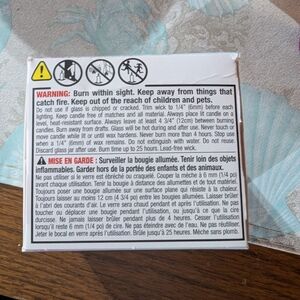 WARNING: Burn within sight. Keep away from things that
catch fire. Keep out of the reach of children and pets.
Do not use if glass is chipped or cracked. Trim wick to 1/4" (6mm) before each
lighting. Keep candle free of matches and all material. Always place lit candle on a
level, heat-resistant surface. Always leave at least 4 3/4" (12cm) between burning
candles. Burn away from drafts. Glass will be hot during and after use. Never touch or
move candle while lit or until wax hardens. Never burn more than 4 hours. Stop use
when a 1/4" (6 mm) of wax remains. Do not extinguish with water. Do not reuse.
Discard glass jar after use. Burn time up to 25 hours. Lead-free wick.
MISE EN GARDE : Surveiller la bougie allumée. Tenir loin des objets
inflammables. Garder hors de la portée des enfants et des animaux.
Ne pas utiliser si le verre est ébréché ou craquelé. Couper la mèche à 6 mm (1/4 po)
avant chaque utilisation. Tenir la bougie à distance des allumettes et de tout matériel.
Toujours poser une bougie allumée sur une surface plane qui résiste à la chaleur.
Toujours laisser au moins 12 cm (4 3/4 po) entre les bougies allumées. Laisser brûler
à l'abri des courants d'air. Le verre sera chaud pendant et après l'utilisation. Ne pas
toucher ou déplacer une bougie pendant l'utilisation, ou jusqu'à ce que la cire
durcisse. Ne jamais laisser brûler pendant plus de 4 heures. Cesser l'utilisation
lorsqu'il reste 6 mm (1/4 po) de cire. Ne pas éteindre avec de l'eau. Ne pas réutiliser.
Jeter le bocal en verre après utilisation. Brûle jusqu'à 25 heures. Mèche sans plomb.